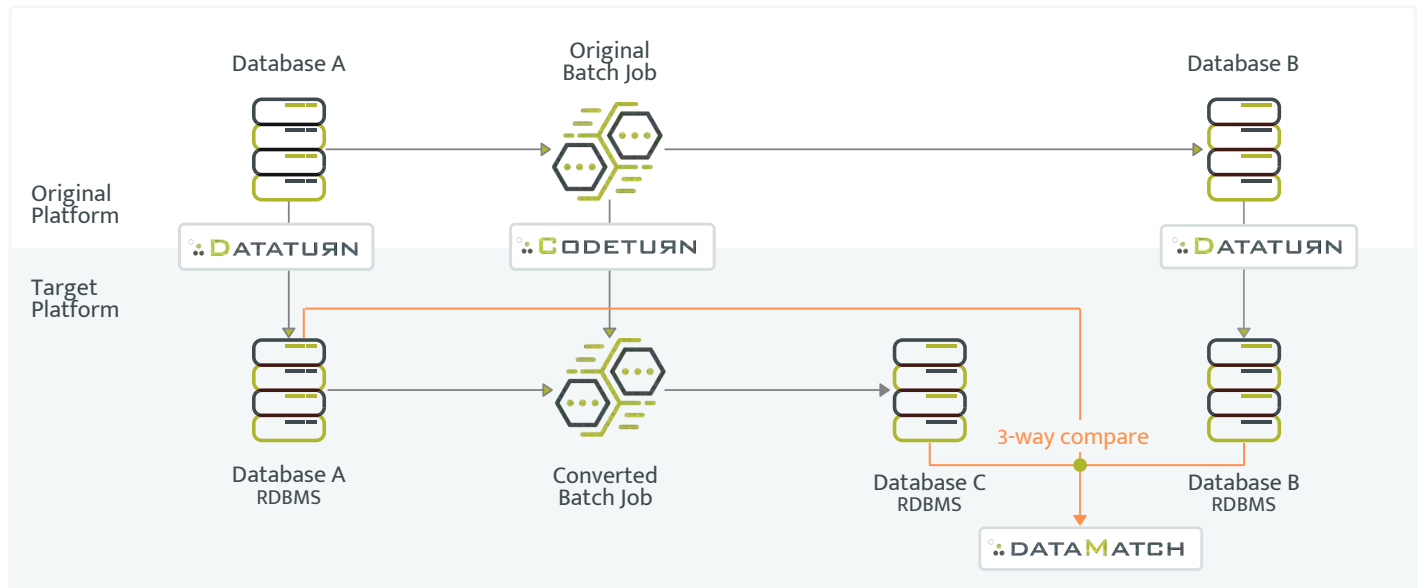 Database A
Original
Batch Job
Database B
Original
Platform
DATATURN
CODETURN
DATATURN
Target
Platform
3-way compare
Database A
RDBMS
Converted
Batch Job
Database C
RDBMS
Database B
RDBMS
DATAMATCH